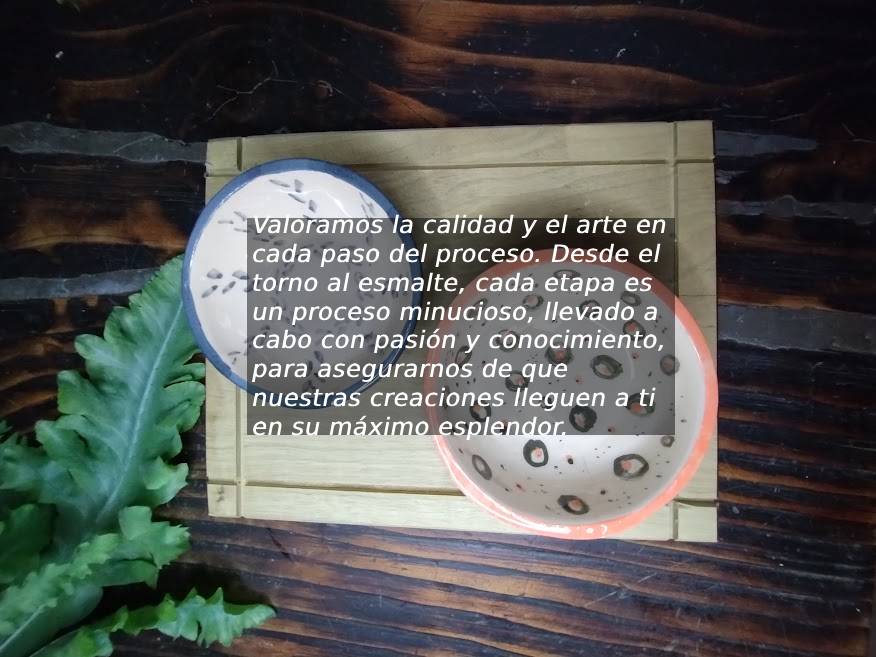 Valoramos la calidad y el arte en
cada paso del proceso. Desde el
torno al esmalte, cada etapa es
un proceso minucioso, llevado a
cabo con pasión y conocimiento,
para asegurarnos de que
nuestras creaciones lleguen a ti
en su máximo esplendor.